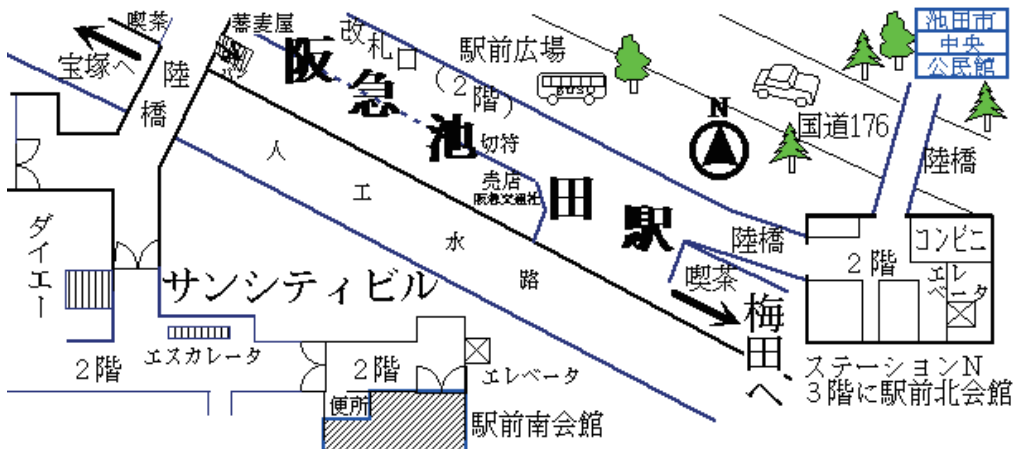 喫茶
蕎麦屋
宝塚へ
陸橋
阪急池田駅
改札口(2階)
駅前広場
BUS
N
国道176
池田市
中央
公民館
陸橋
切符
売店
阪急交通社
人工水路
陸橋
喫茶
梅田へ
2階
コンビニ
エレベータ
ステーションN
3階に駅前北会館
ダイエー
サンシティビル
エスカレータ
2階
2階
エレベータ
便所
駅前南会館